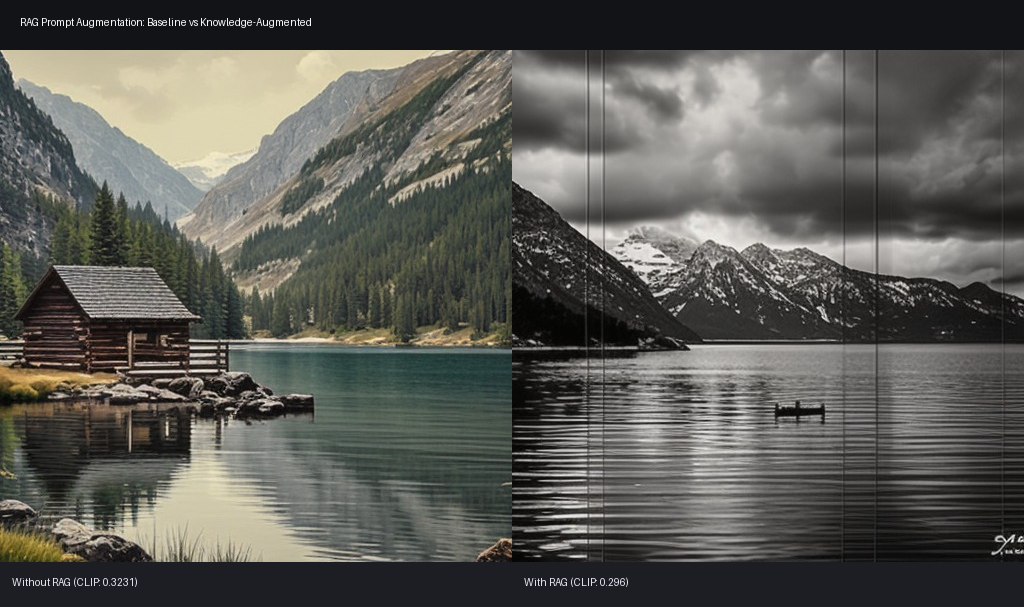 RAG Prompt Augmentation: Baseline vs Knowledge-Augmented
Without RAG (CLIP: 0.3231)
With RAG (CLIP: 0.296)